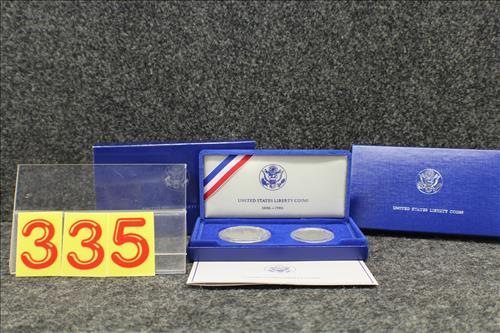 335
UNITED STATES LIBERTY COINS
1886-1986
UNITED STATES LIBERTY COINS